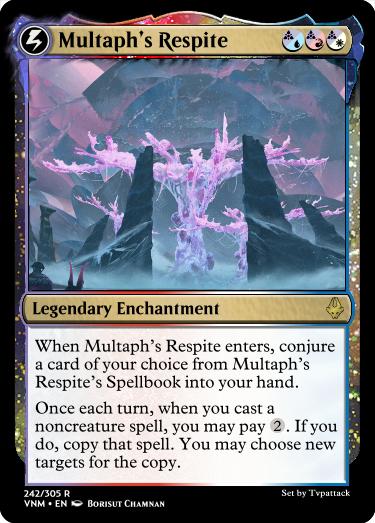 Multaph's Respite
Legendary Enchantment
When Multaph's Respite enters, conjure
a card of your choice from Multaph's
Respite's Spellbook into your hand.
Once each turn, when you cast a
noncreature spell, you may pay 2. If you
do, copy that spell. You may choose new
targets for the copy.
242/305 R
VNM • EN Borisut Chamnan
Set by Tvpattack